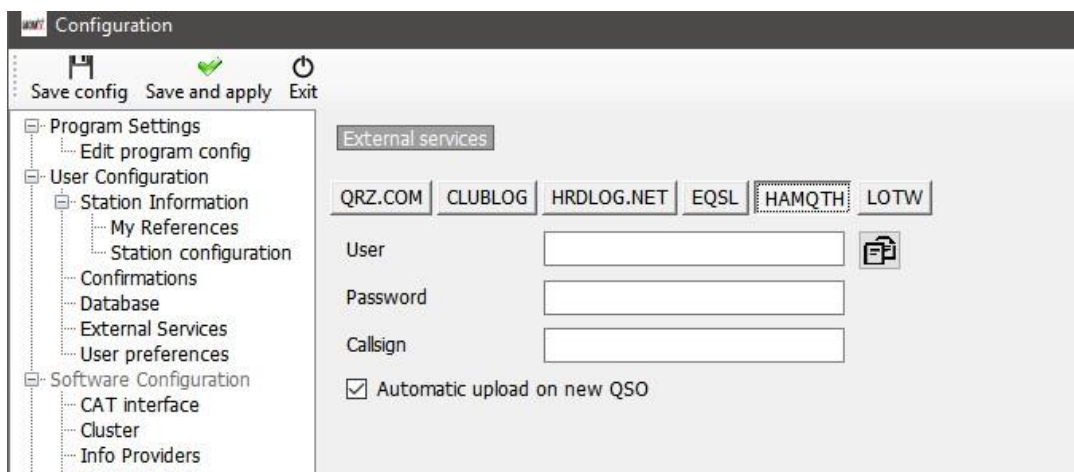 Configuration
Save config Save and apply Exit
Program Settings
Edit program config
User Configuration
Station Information
My References
Station configuration
Confirmations
Database
External Services
User preferences
Software Configuration
CAT interface
Cluster
Info Providers
External services
QRZ.COM CLUBLOG HRDLOG.NET EQSL HAMQTH LOTW
User
Password
Callsign
Automatic upload on new QSO